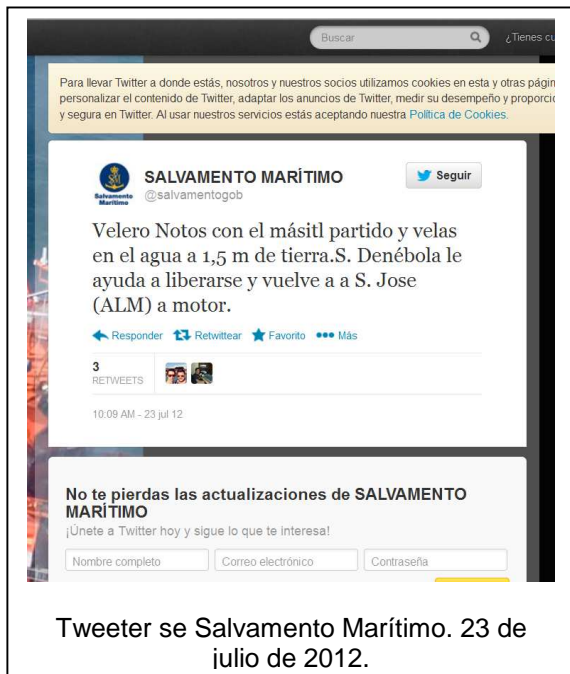 Buscar
¿Tienes cu
Para llevar Twitter a donde estás, nosotros y nuestros socios utilizamos cookies en esta y otras págin
personalizar el contenido de Twitter, adaptar los anuncios de Twitter, medir su desempeño y proporcio
y segura en Twitter. Al usar nuestros servicios estás aceptando nuestra Política de Cookies.
Salvamento
Marítimo
SALVAMENTO MARÍTIMO
@salvamentogob
Seguir
Velero Notos con el másitl partido y velas
en el agua a 1,5 m de tierra.S. Denébola le
ayuda a liberarse y vuelve a a S. Jose
(ALM) a motor.
Responder Retwittear Favorito Más
3
RETWEETS
10:09 AM - 23 jul 12
No te pierdas las actualizaciones de SALVAMENTO
MARÍTIMO
¡Únete a Twitter hoy y sigue lo que te interesa!
Nombre completo Correo electrónico Contraseña
Tweeter se Salvamento Marítimo. 23 de
julio de 2012.